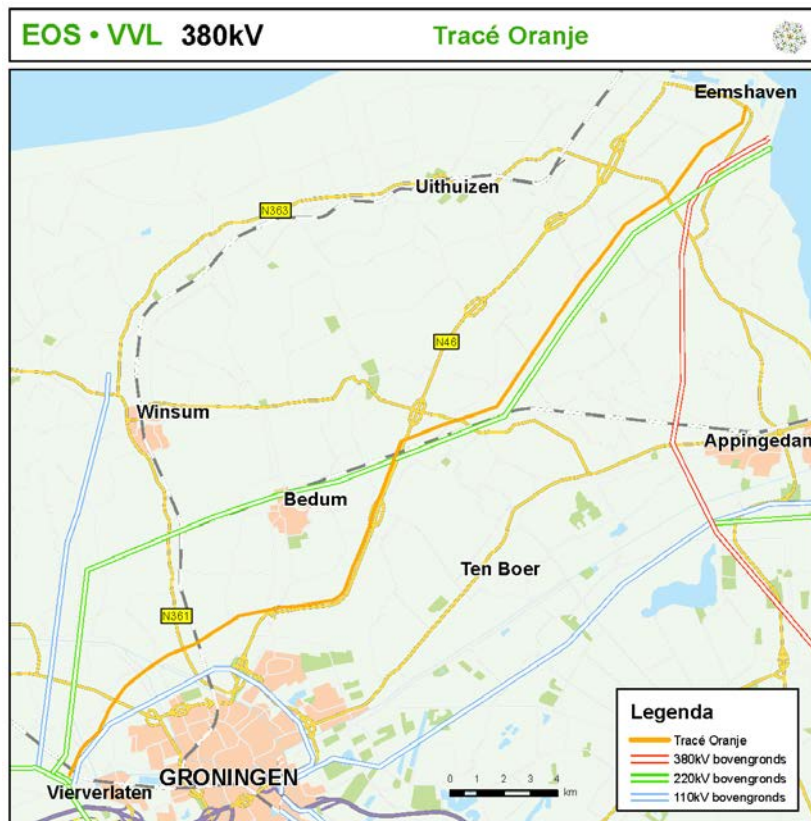 EOS • VVL 380kV Tracé Oranje
Eemshaven
Uithuizen
N363
N46
Winsum
Appingedam
Bedum
Ten Boer
N361
Legenda
Tracé Oranje
380kV bovengronds
220kV bovengronds
110kV bovengronds
GRONINGEN
Vierverlaten
0 1 2 3 4
km